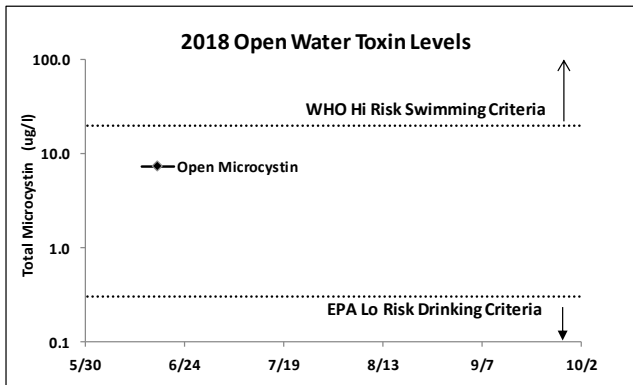 2018 Open Water Toxin Levels
100.0
WHO Hi Risk Swimming Criteria
10.0
Open Microcystin
Total Microcystin (ug/l)
1.0
EPA Lo Risk Drinking Criteria
0.1
5/30 6/24 7/19 8/13 9/7 10/2